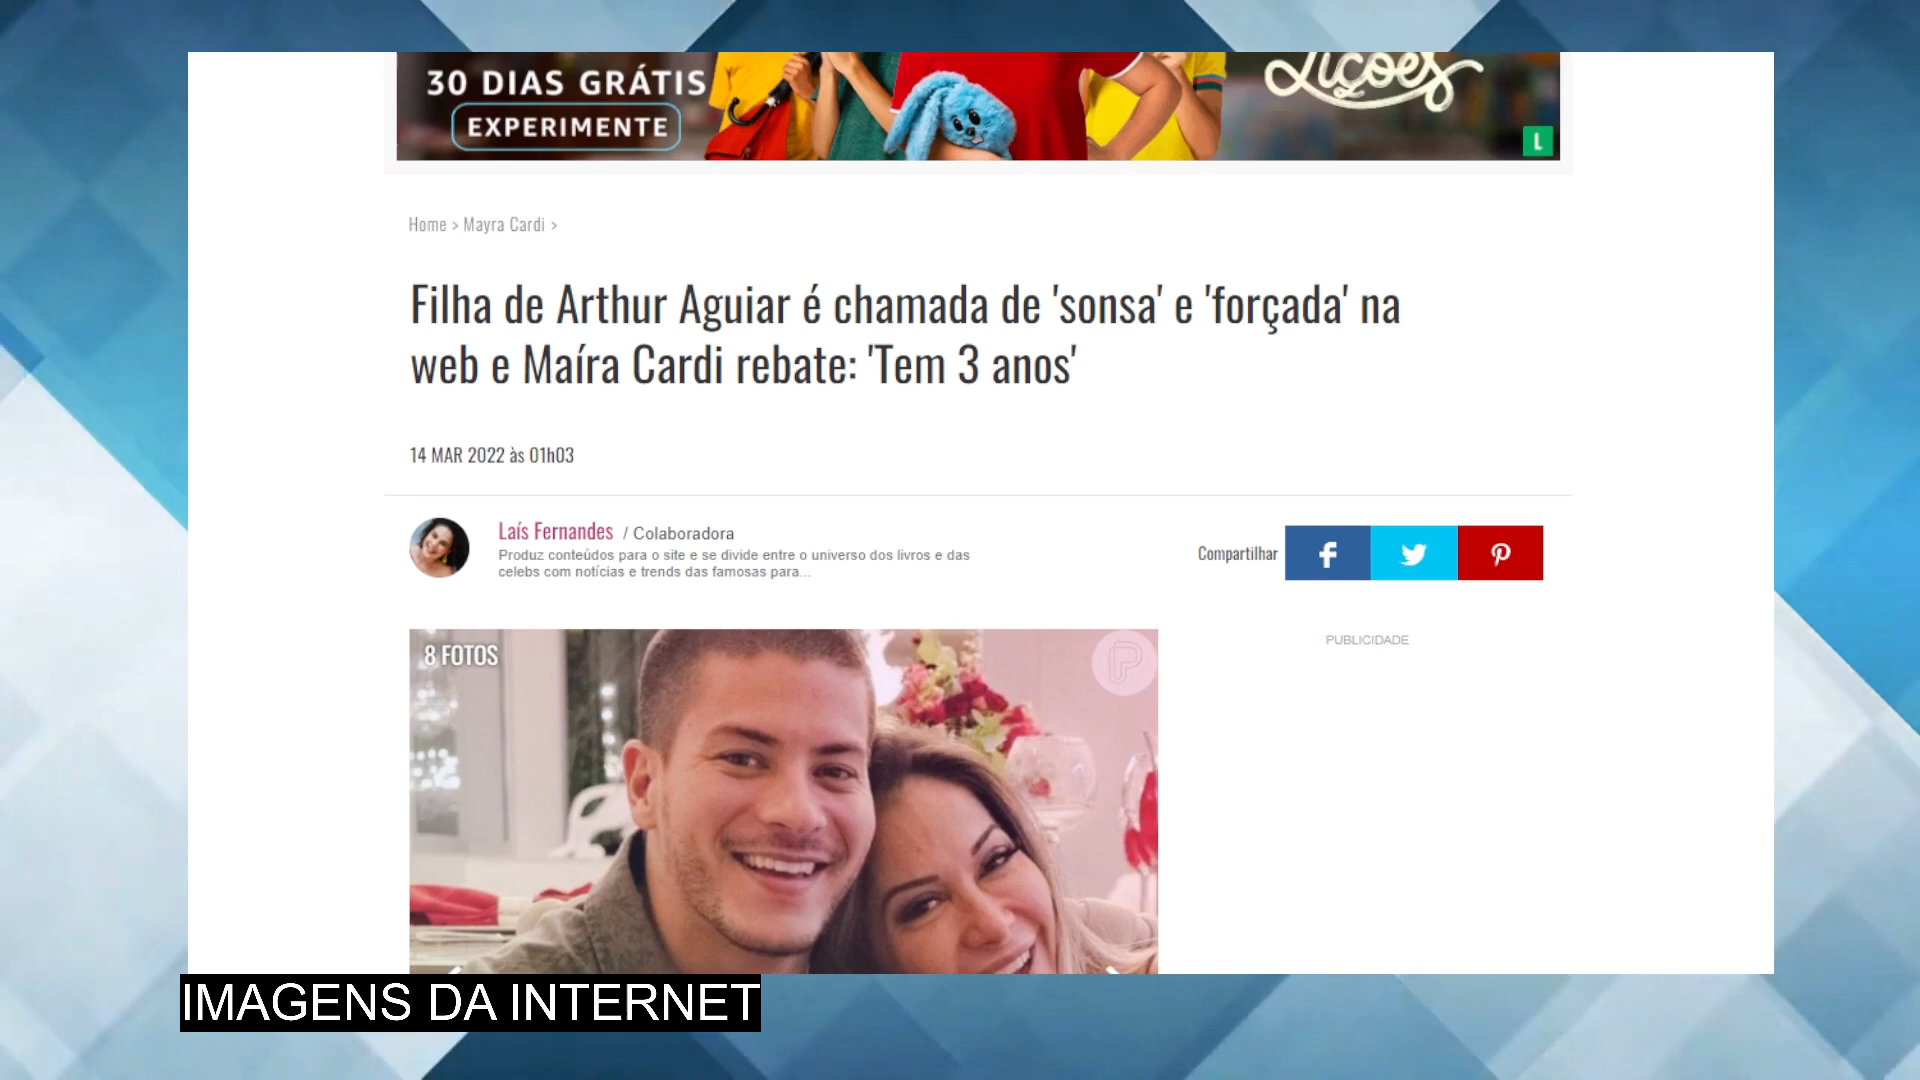 30 DIAS GRÁTIS
EXPERIMENTE
Lições
L
Home > Mayra Cardi >
Filha de Arthur Aguiar é chamada de 'sonsa' e 'forçada' na
web e Maíra Cardi rebate: 'Tem 3 anos'
14 MAR 2022 às 01h03
Laís Fernandes / Colaboradora
Produz conteúdos para o site e se divide entre o universo dos livros e das
celebs com notícias e trends das famosas para...
Compartilhar
8 FOTOS
P
PUBLICIDADE
IMAGENS DA INTERNET